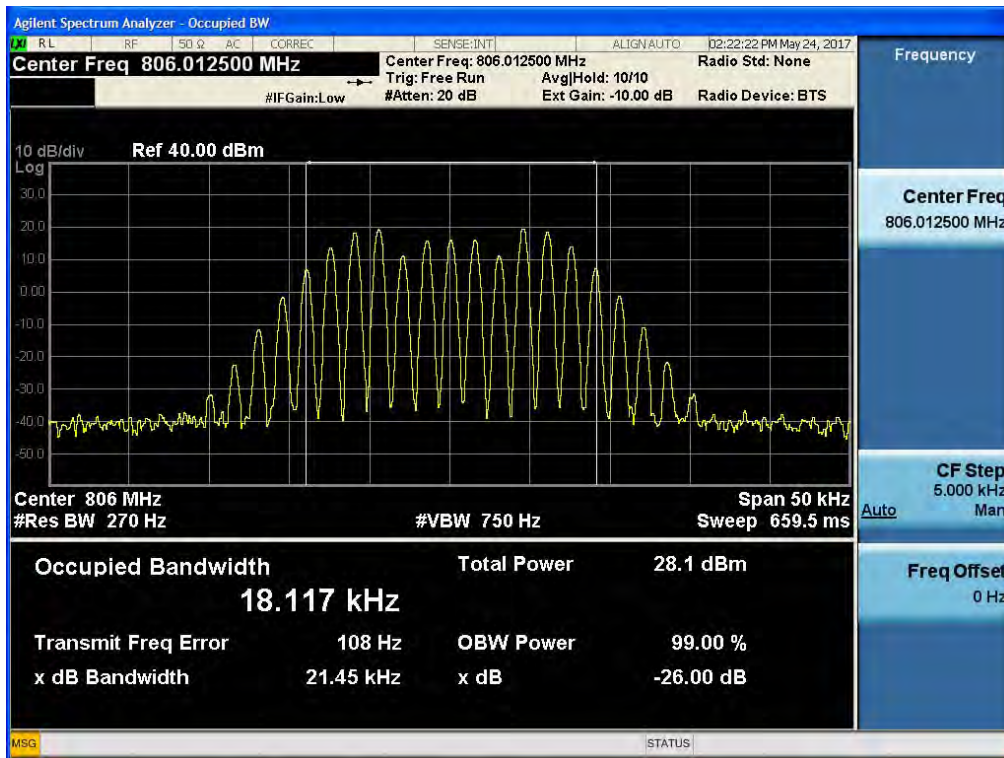 Agilent Spectrum Analyzer - Occupied BW
LXI RL RF 50 Ω AC CORREC SENSE:INT ALIGN AUTO 02:22:22 PM May 24, 2017
Center Freq 806.012500 MHz
Center Freq: 806.012500 MHz
Radio Std: None
Trig: Free Run Avg|Hold: 10/10
#IFGain:Low #Atten: 20 dB Ext Gain: -10.00 dB Radio Device: BTS
10 dB/div Ref 40.00 dBm
Log
30.0
20.0
10.0
0.00
-10.0
-20.0
-30.0
-40.0
-50.0
Center 806 MHz Span 50 kHz
#Res BW 270 Hz #VBW 750 Hz Sweep 659.5 ms
Occupied Bandwidth Total Power 28.1 dBm
18.117 kHz
Transmit Freq Error 108 Hz OBW Power 99.00 %
x dB Bandwidth 21.45 kHz x dB -26.00 dB
MSG STATUS
Frequency
Center Freq
806.012500 MHz
CF Step
5.000 kHz
Auto Man
Freq Offset
0 Hz